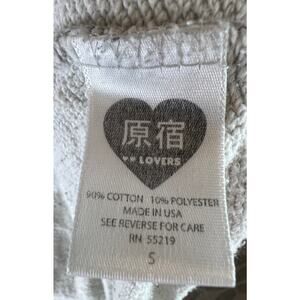 原宿
♥♥ LOVERS
90% COTTON 10% POLYESTER
MADE IN USA
SEE REVERSE FOR CARE
RN 55219
S